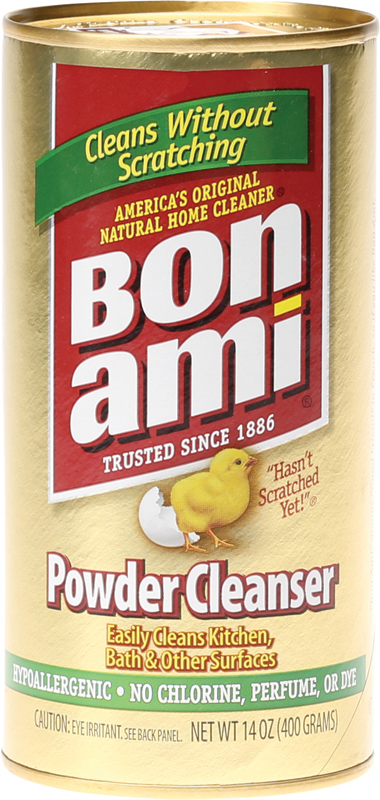 Cleans Without
Scratching
AMERICA'S ORIGINAL
NATURAL HOME CLEANER®
Bon
ami®
TRUSTED SINCE 1886
"Hasn't
Scratched
Yet!"®
Powder Cleanser
Easily Cleans Kitchen,
Bath & Other Surfaces
HYPOALLERGENIC • NO CHLORINE, PERFUME, OR DYE
CAUTION: EYE IRRITANT. SEE BACK PANEL. NET WT 14 OZ (400 GRAMS)